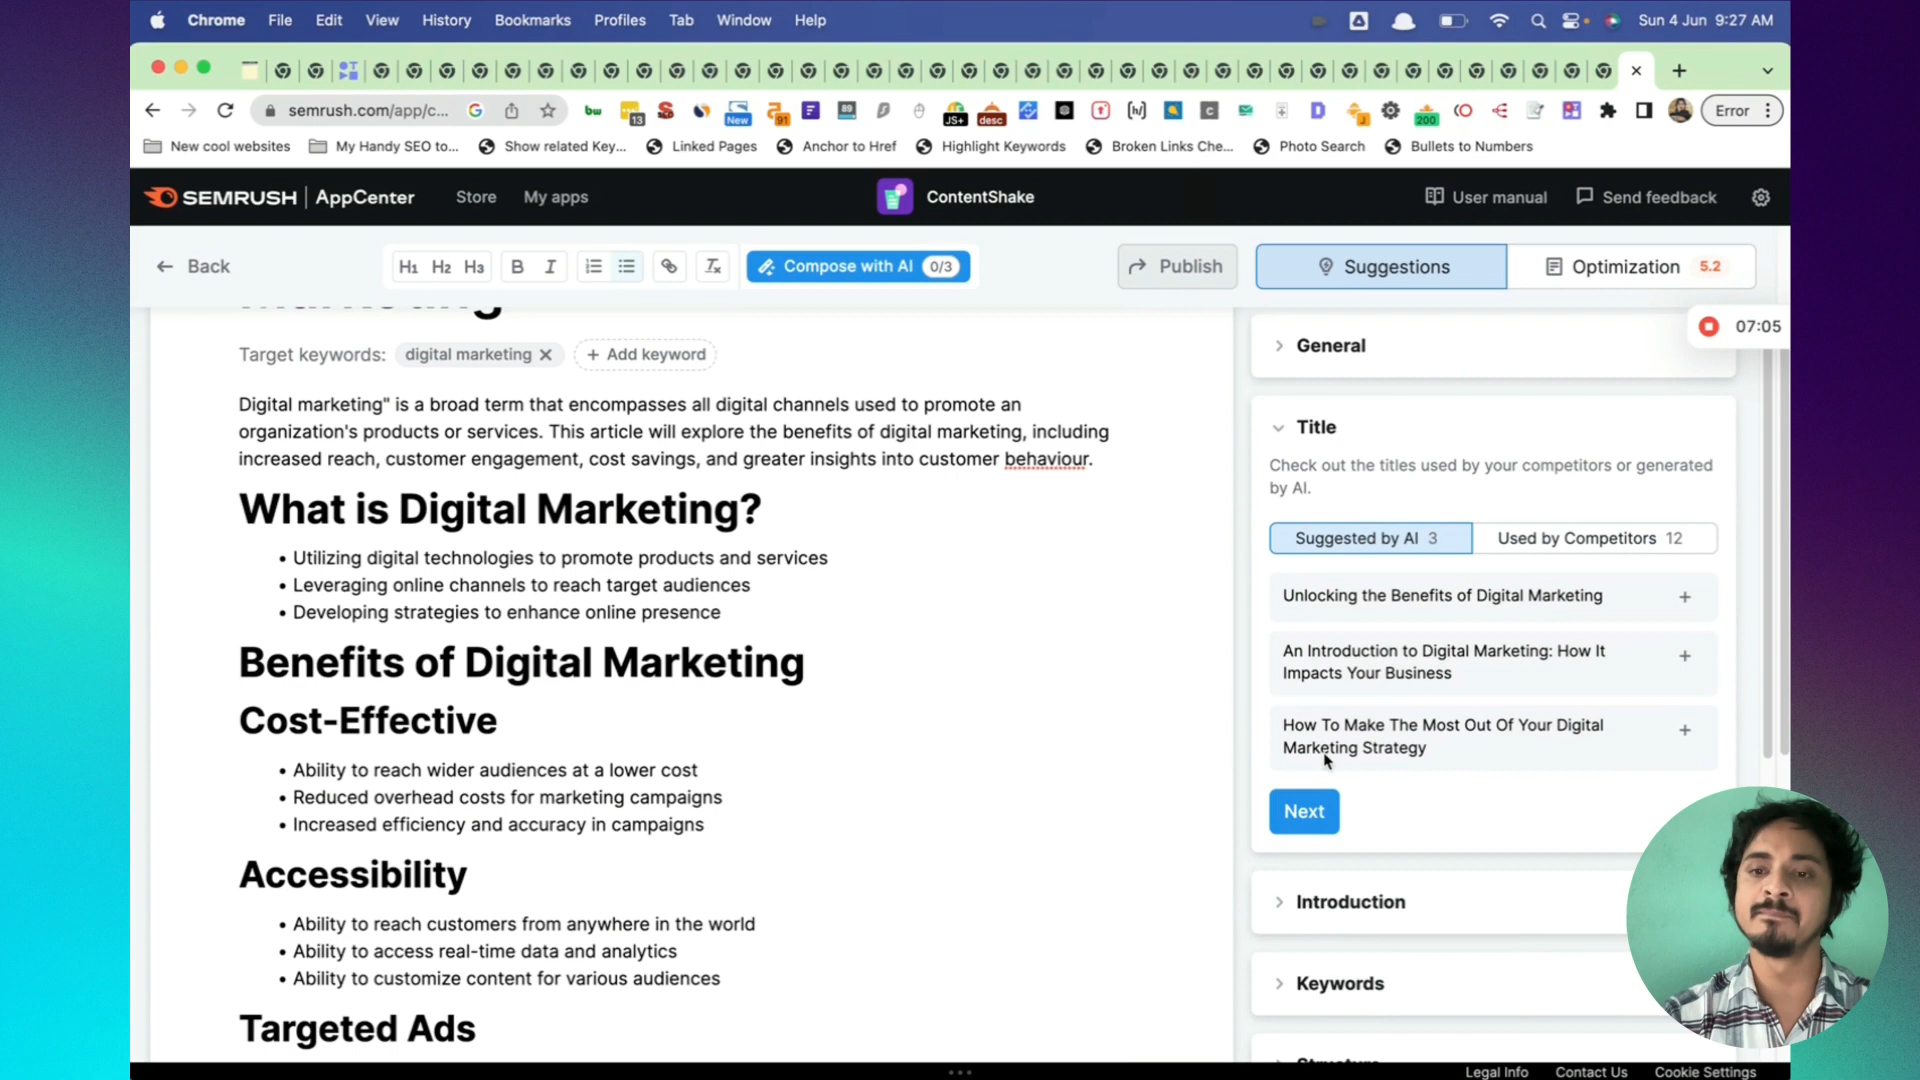 Chrome File Edit View History Bookmarks Profiles Tab Window Help
Sun 4 Jun 9:27 AM
semrush.com/app/c...
bw
13
New
91
89
JS+
desc
200
Error
New cool websites
My Handy SEO to...
Show related Key...
Linked Pages
Anchor to Href
Highlight Keywords
Broken Links Che...
Photo Search
Bullets to Numbers
SEMRUSH | AppCenter
Store
My apps
ContentShake
User manual
Send feedback
Back
H1 H2 H3
B I
Compose with AI 0/3
Publish
Suggestions
Optimization 5.2
07:05
Target keywords: digital marketing
+ Add keyword
Digital marketing" is a broad term that encompasses all digital channels used to promote an
organization's products or services. This article will explore the benefits of digital marketing, including
increased reach, customer engagement, cost savings, and greater insights into customer behaviour.
What is Digital Marketing?
• Utilizing digital technologies to promote products and services
• Leveraging online channels to reach target audiences
• Developing strategies to enhance online presence
Benefits of Digital Marketing
Cost-Effective
• Ability to reach wider audiences at a lower cost
• Reduced overhead costs for marketing campaigns
• Increased efficiency and accuracy in campaigns
Accessibility
• Ability to reach customers from anywhere in the world
• Ability to access real-time data and analytics
• Ability to customize content for various audiences
Targeted Ads
General
Title
Check out the titles used by your competitors or generated
by AI.
Suggested by AI 3
Used by Competitors 12
Unlocking the Benefits of Digital Marketing
An Introduction to Digital Marketing: How It
Impacts Your Business
How To Make The Most Out Of Your Digital
Marketing Strategy
Next
Introduction
Keywords
Legal Info
Contact Us
Cookie Settings